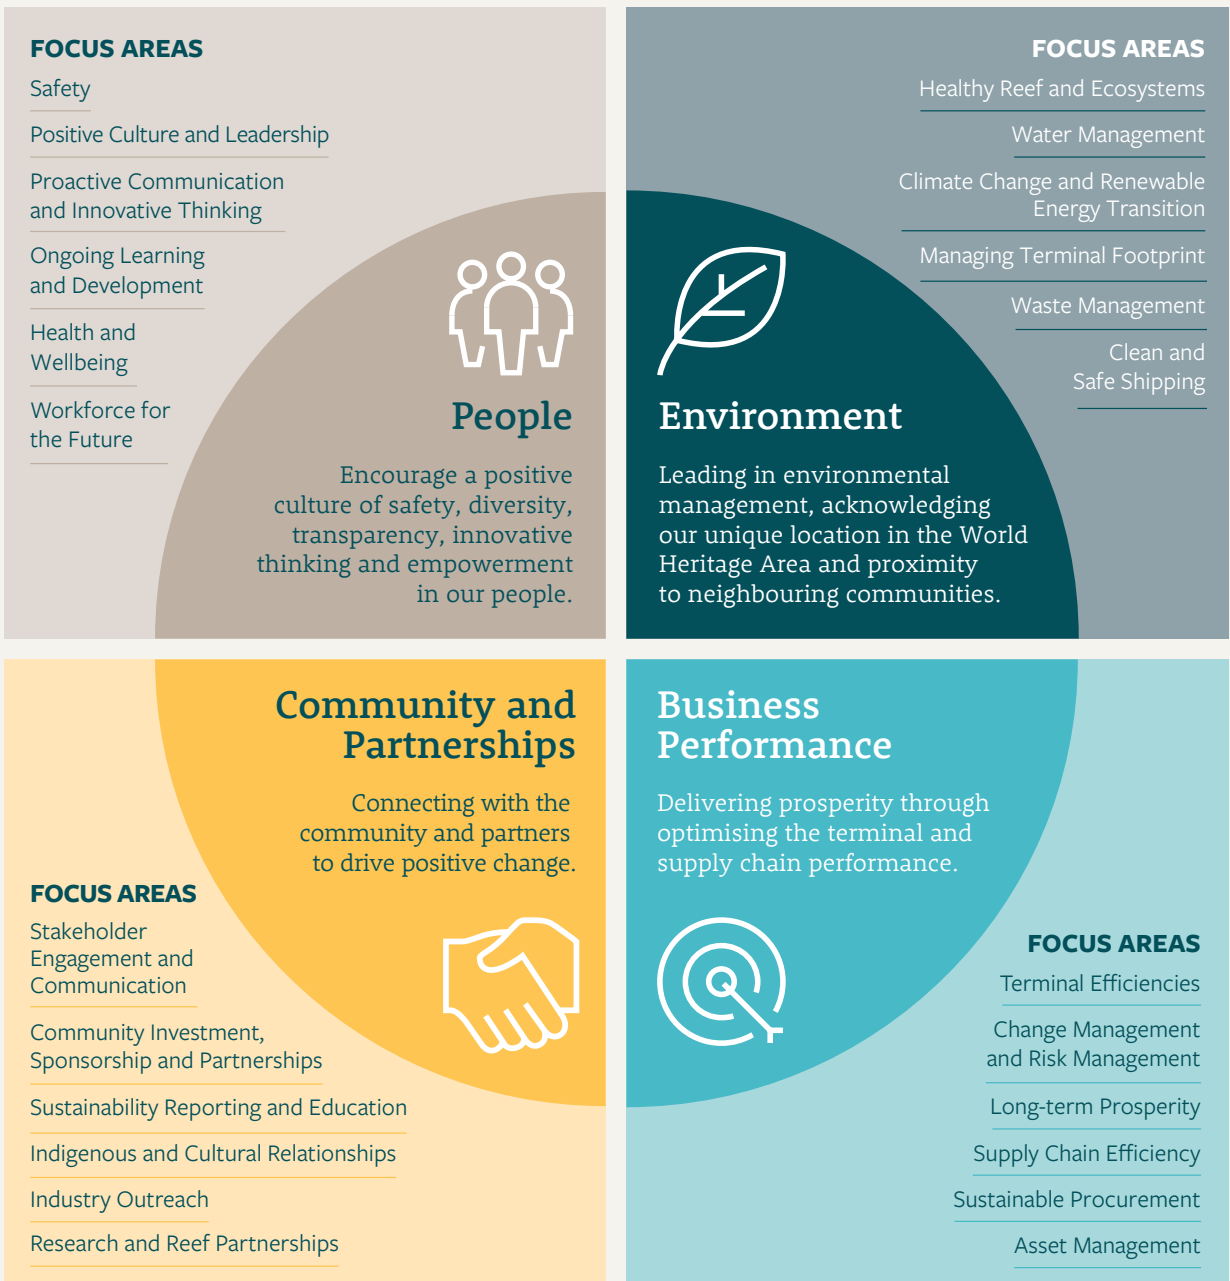 FOCUS AREAS
Safety
Positive Culture and Leadership
Proactive Communication
and Innovative Thinking
Ongoing Learning
and Development
Health and
Wellbeing
Workforce for
the Future
People
Encourage a positive
culture of safety, diversity,
transparency, innovative
thinking and empowerment
in our people.
FOCUS AREAS
Healthy Reef and Ecosystems
Water Management
Climate Change and Renewable
Energy Transition
Managing Terminal Footprint
Waste Management
Clean and
Safe Shipping
Environment
Leading in environmental
management, acknowledging
our unique location in the World
Heritage Area and proximity
to neighbouring communities.
Community and
Partnerships
Connecting with the
community and partners
to drive positive change.
FOCUS AREAS
Stakeholder
Engagement and
Communication
Community Investment,
Sponsorship and Partnerships
Sustainability Reporting and Education
Indigenous and Cultural Relationships
Industry Outreach
Research and Reef Partnerships
Business
Performance
Delivering prosperity through
optimising the terminal and
supply chain performance.
FOCUS AREAS
Terminal Efficiencies
Change Management
and Risk Management
Long-term Prosperity
Supply Chain Efficiency
Sustainable Procurement
Asset Management